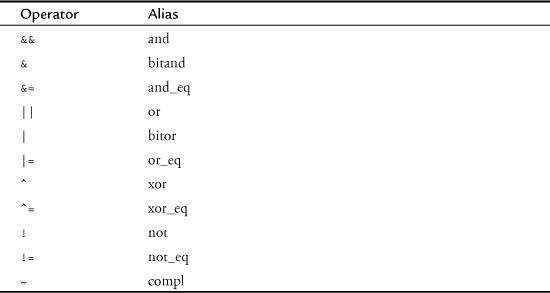 Operator Alias
&& and
& bitand
&= and_eq
|| or
| bitor
|= or_eq
^ xor
^= xor_eq
! not
!= not_eq
~ compl